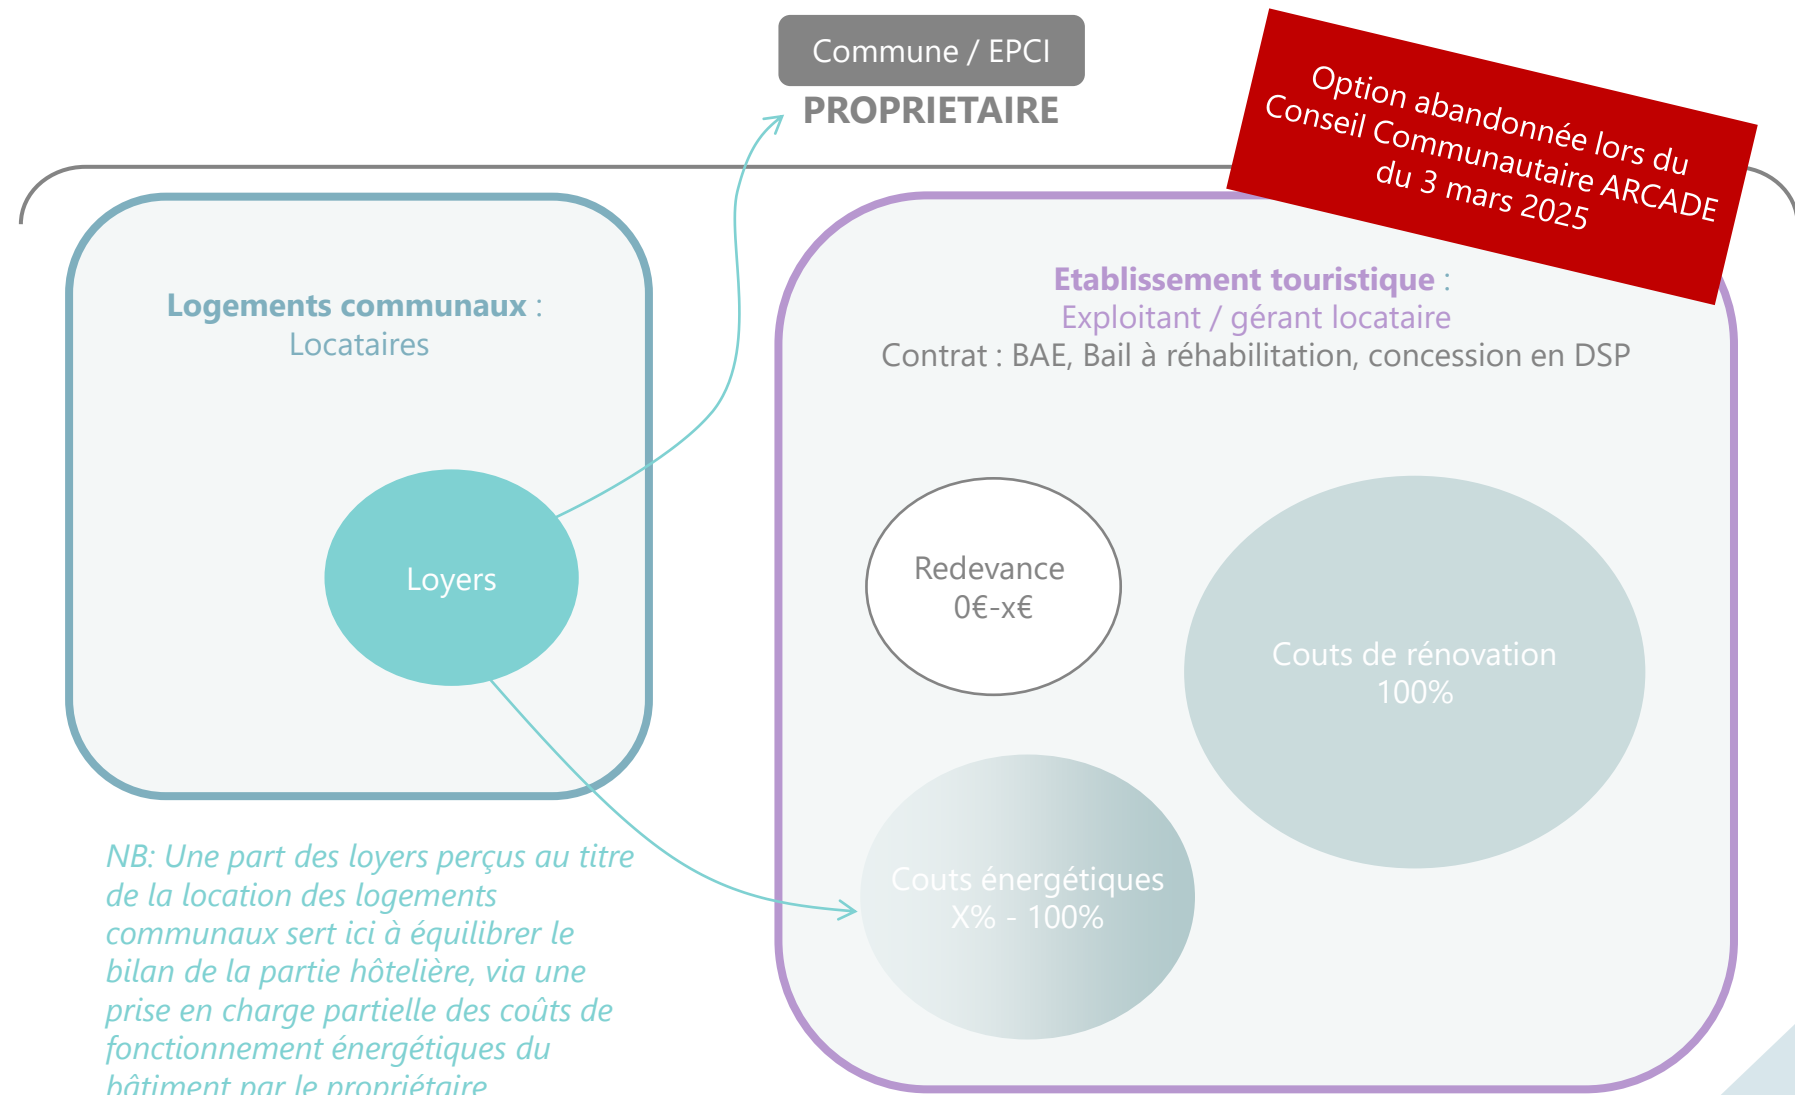 Commune / EPCI
PROPRIETAIRE
Option abandonnée lors du
Conseil Communautaire ARCADE
du 3 mars 2025
Logements communaux :
Locataires
Etablissement touristique :
Exploitant / gérant locataire
Contrat : BAE, Bail à réhabilitation, concession en DSP
Loyers
Redevance
0€-x€
Couts de rénovation
100%
Couts énergétiques
X% - 100%
NB: Une part des loyers perçus au titre
de la location des logements
communaux sert ici à équilibrer le
bilan de la partie hôtelière, via une
prise en charge partielle des coûts de
fonctionnement énergétiques du
bâtiment par le propriétaire